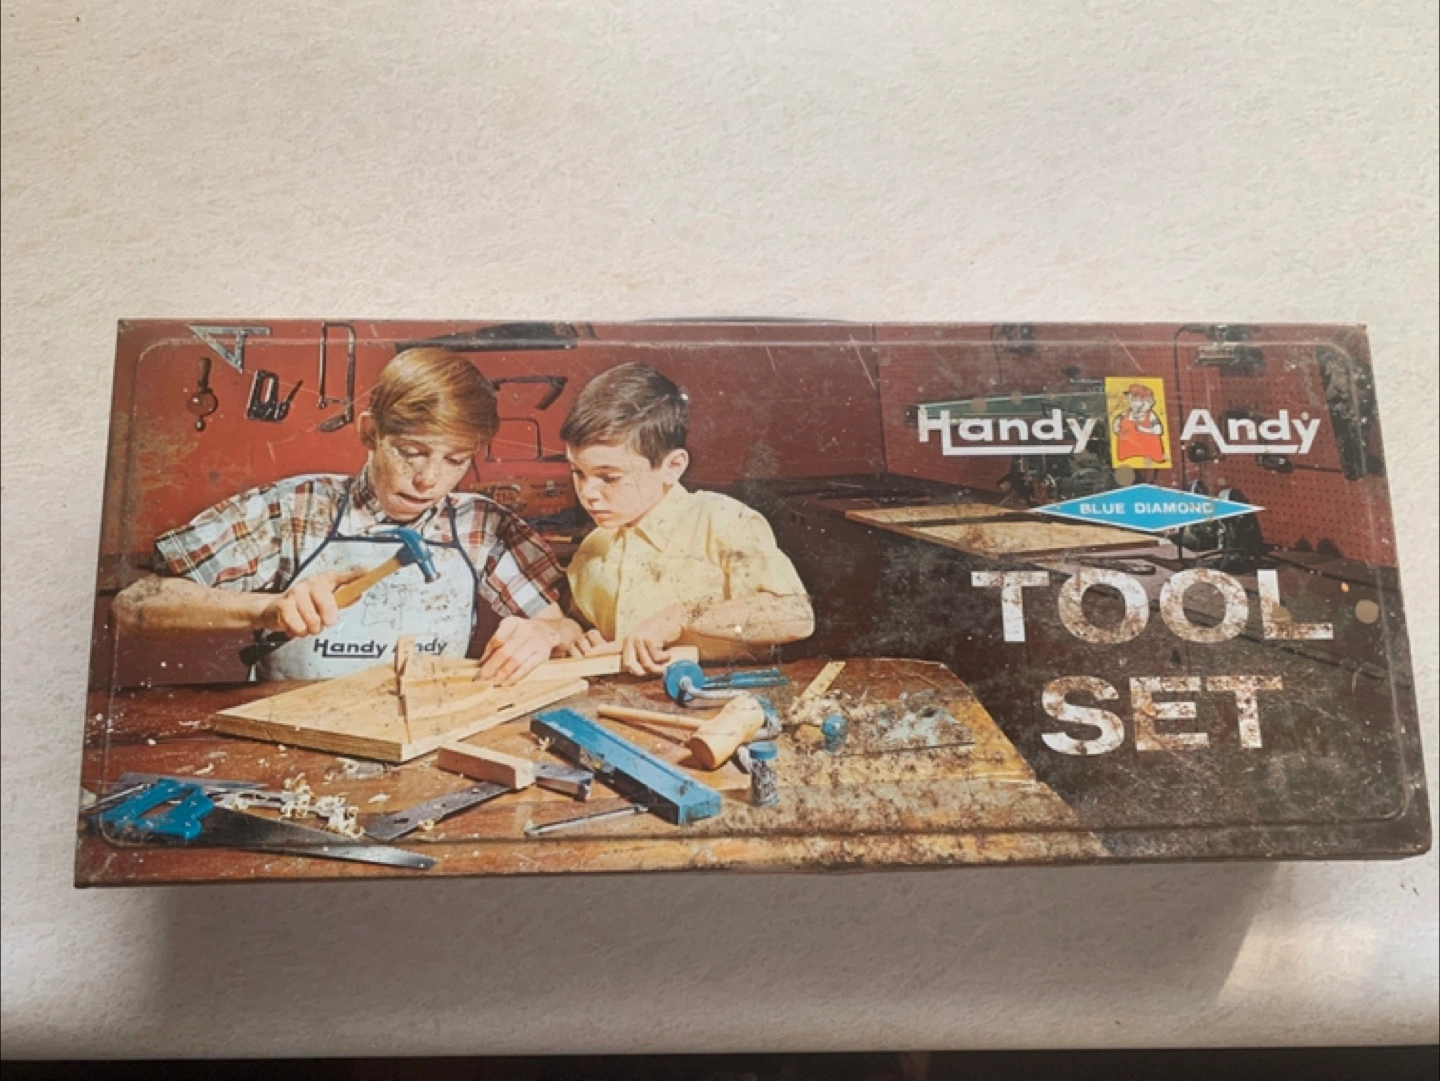 Handy Andy
BLUE DIAMOND
TOOL
SET
Handy Andy